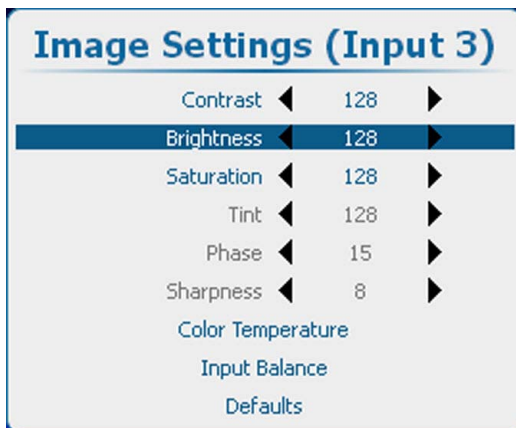 Image Settings (Input 3)
Contrast 128
Brightness 128
Saturation 128
Tint 128
Phase 15
Sharpness 8
Color Temperature
Input Balance
Defaults